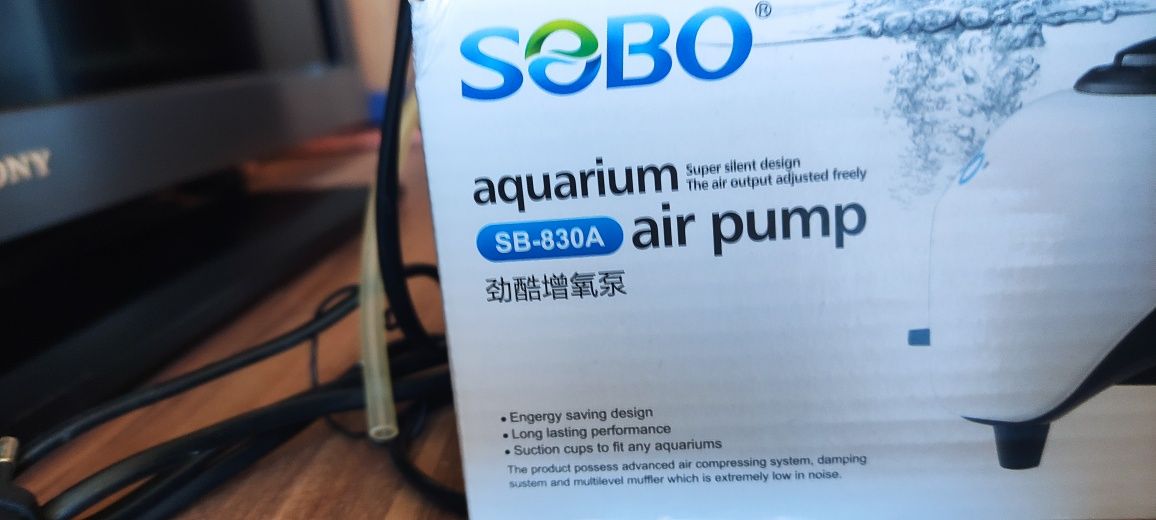 SOBO®
aquarium
Super silent design
The air output adjusted freely
SB-830A air pump
劲酷增氧泵
• Engergy saving design
• Long lasting performance
• Suction cups to fit any aquariums
The product possess advanced air compressing system, damping
sustem and multilevel muffler which is extremely low in noise.
ONY